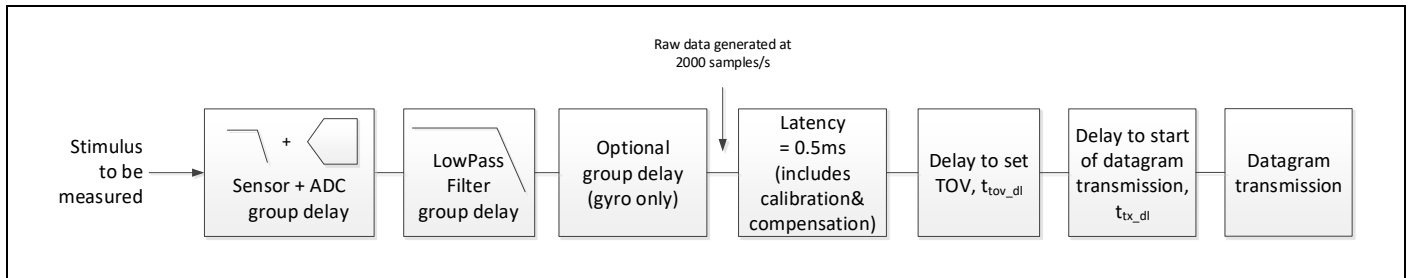 Raw data generated at
2000 samples/s
Stimulus
to be
measured
+
Sensor + ADC
group delay
LowPass
Filter
group delay
Optional
group delay
(gyro only)
Latency
= 0.5ms
(includes
calibration&
compensation)
Delay to set
TOV, t_tov_dl
Delay to start
of datagram
transmission,
t_tx_dl
Datagram
transmission